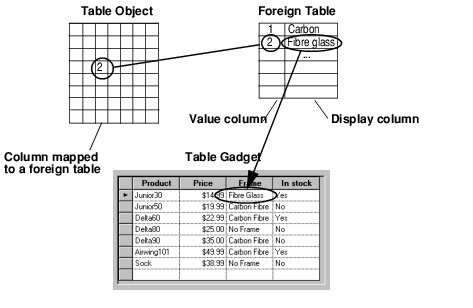 Table Object
Foreign Table
1 Carbon
2 Fibre glass
...
2
Value column
Display column
Column mapped
to a foreign table
Table Gadget
Product Price Frame In stock
Junior30 Fibre Glass Yes
Junior50 $19.99 Carbon Fibre No
Delta60 $22.99 Carbon Fibre Yes
Delta80 $25.00 No Frame No
Delta90 $35.00 Carbon Fibre No
Airwing101 $49.99 Carbon Fibre Yes
Sock $38.99 No Frame No